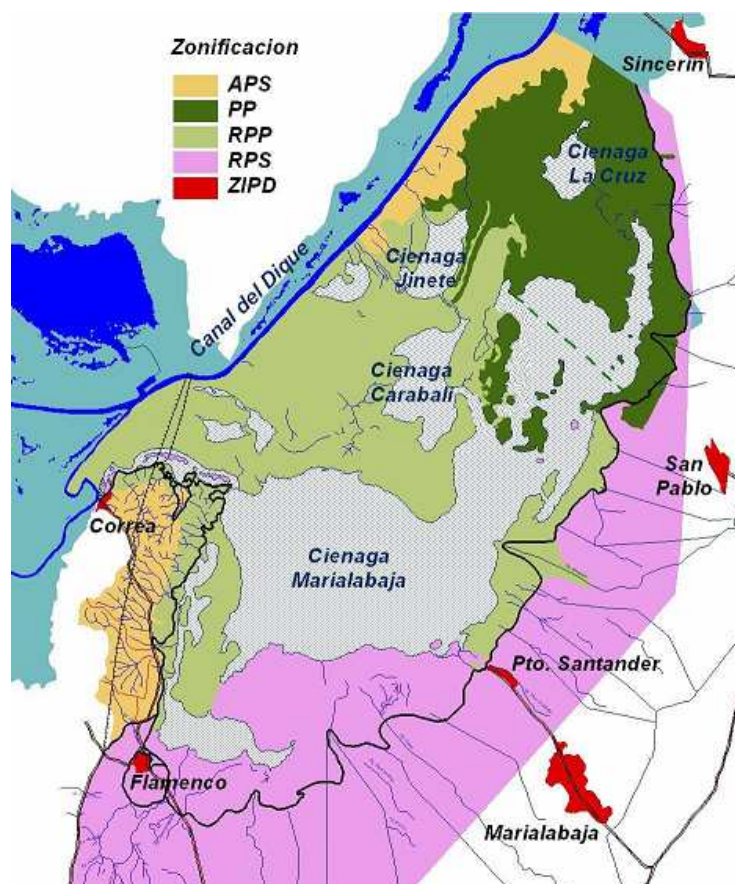 Zonificacion
APS
PP
RPP
RPS
ZIPD
Sincerin
Cienaga
La Cruz
Canal del Dique
Cienaga
Jinete
Cienaga
Carabali
San
Pablo
Correa
Cienaga
Marialabaja
Pto. Santander
Flamenco
Marialabaja